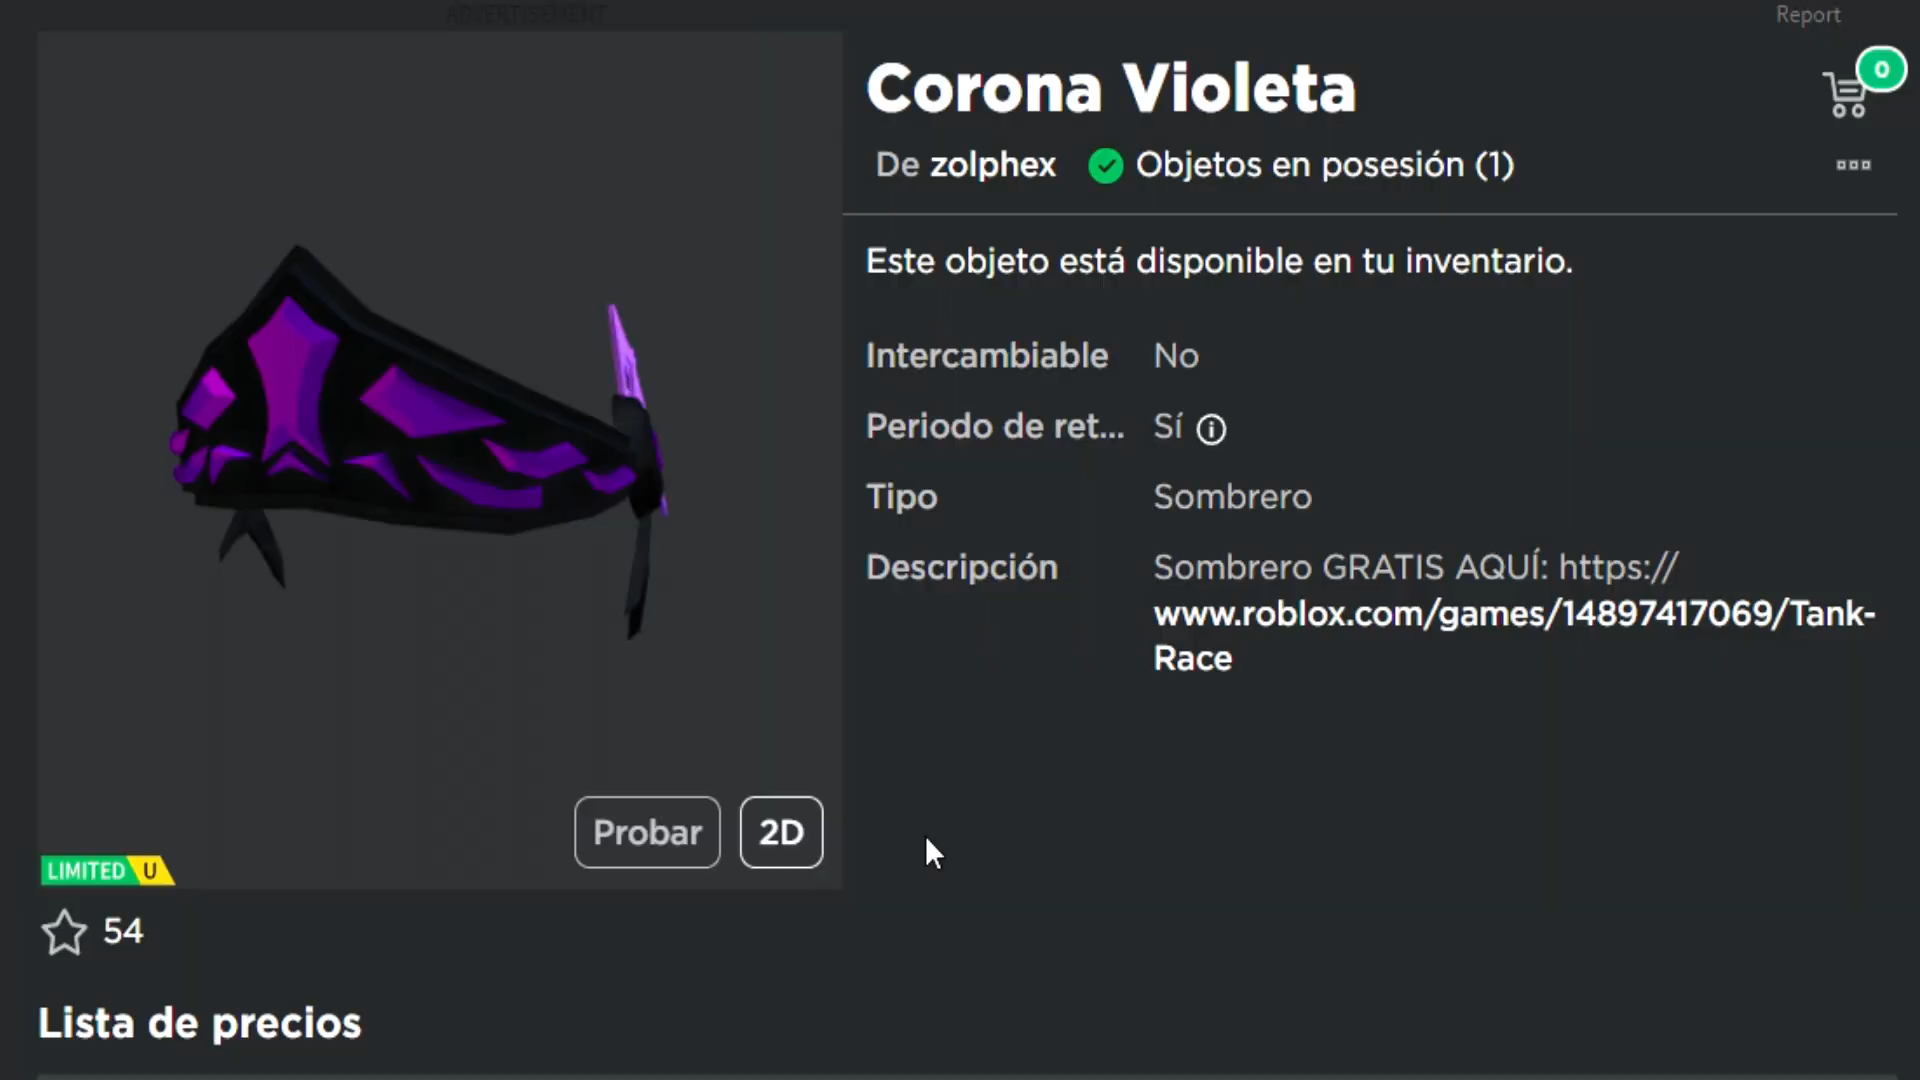 ADVERTISEMENT
Report
0
Corona Violeta
De zolphex Objetos en posesión (1)
Este objeto está disponible en tu inventario.
Intercambiable No
Periodo de ret... Sí
Tipo Sombrero
Descripción Sombrero GRATIS AQUÍ: https://
www.roblox.com/games/14897417069/Tank-
Race
Probar 2D
LIMITED U
54
Lista de precios